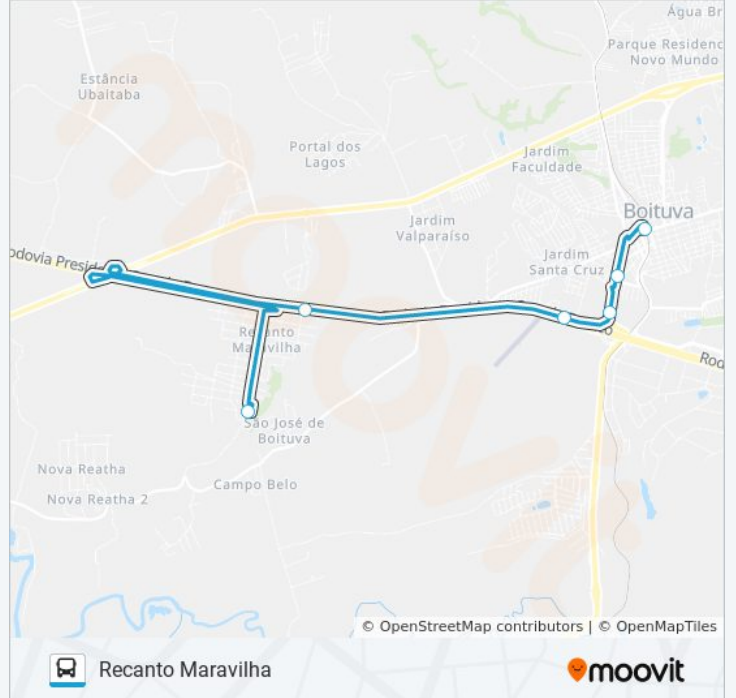 Água Br
Parque Residenc
Novo Mundo
Estância
Ubaitaba
Portal dos
Lagos
Jardim
Faculdade
Boituva
Jardim
Valparaíso
Jardim
Santa Cruz
odovia Presid
Recanto
Maravilha
Rod
São José de
Boituva
Nova Reatha
Campo Belo
Nova Reatha 2
moovit
© OpenStreetMap contributors | © OpenMapTiles
Recanto Maravilha
moovit